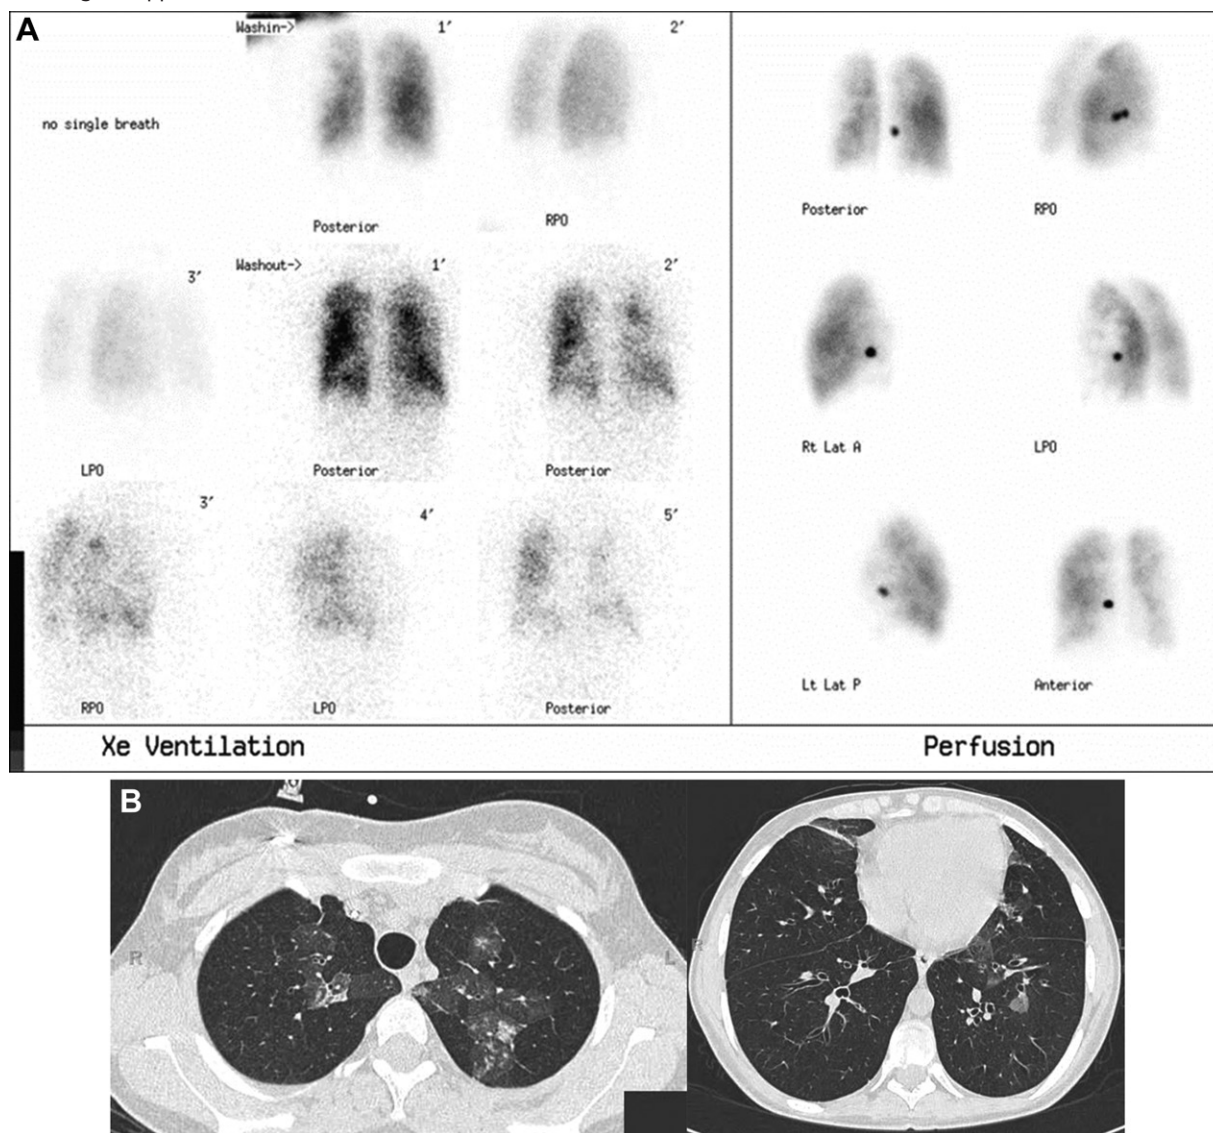 A
Washin-> 1′ 2′
no single breath
Posterior RPO
Posterior RPO
3′ Washout-> 1′ 2′
LPO Posterior Posterior
Rt Lat A LPO
3′ 4′ 5′
RPO LPO Posterior
Lt Lat P Anterior
Xe Ventilation Perfusion
B
R L
R